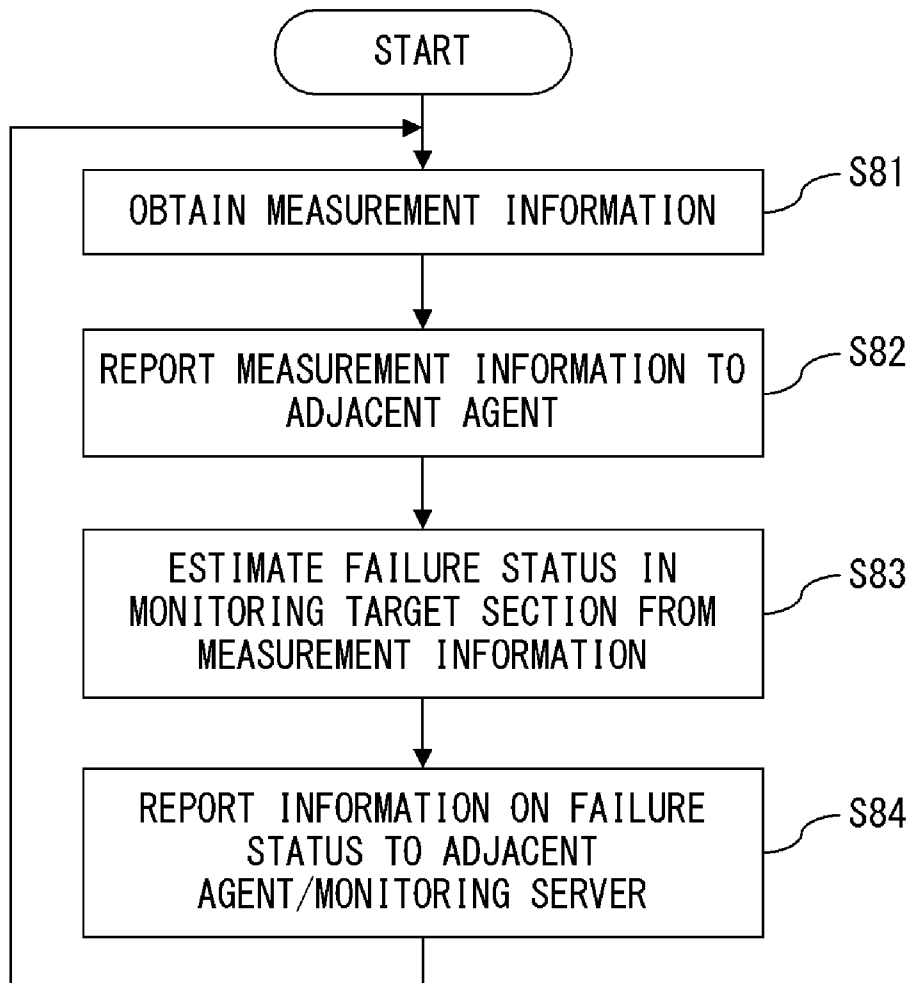 START
OBTAIN MEASUREMENT INFORMATION
S81
REPORT MEASUREMENT INFORMATION TO
ADJACENT AGENT
S82
ESTIMATE FAILURE STATUS IN
MONITORING TARGET SECTION FROM
MEASUREMENT INFORMATION
S83
REPORT INFORMATION ON FAILURE
STATUS TO ADJACENT
AGENT/MONITORING SERVER
S84